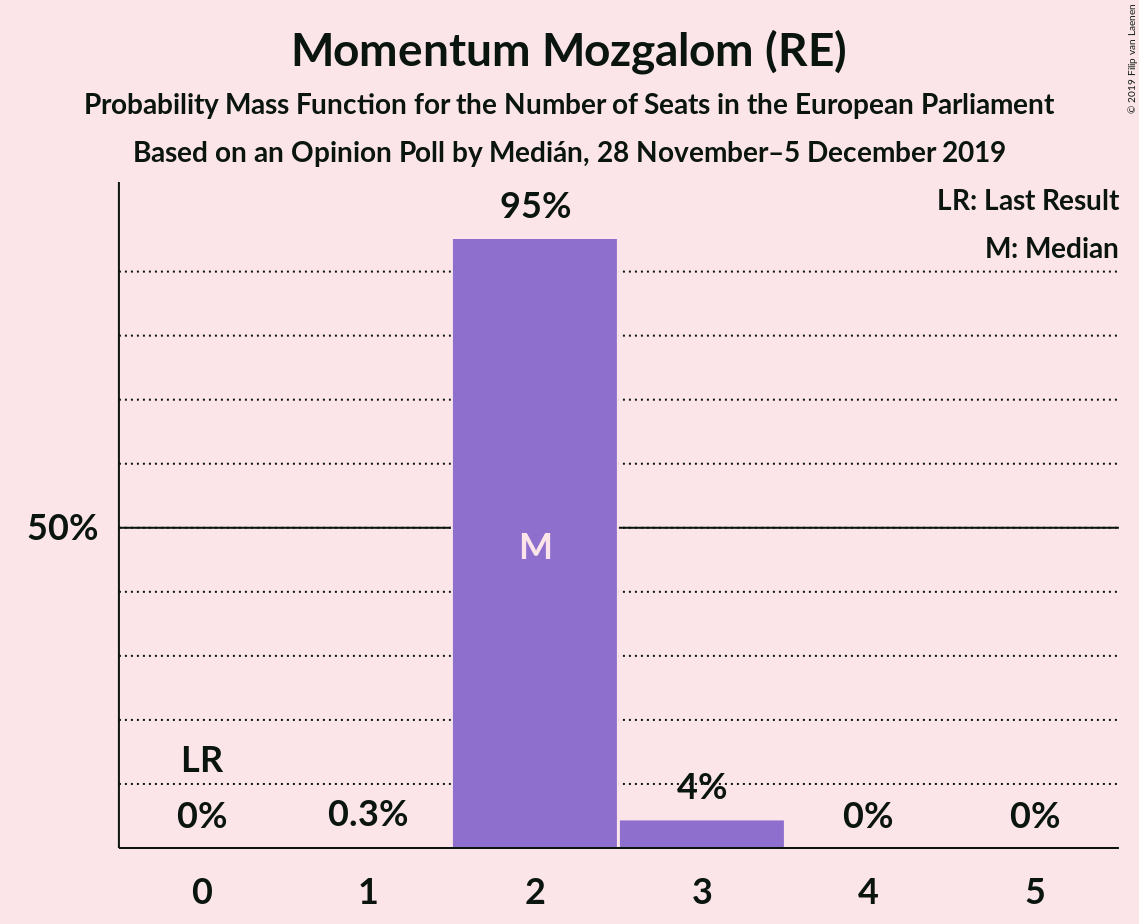 Momentum Mozgalom (RE)
Probability Mass Function for the Number of Seats in the European Parliament
Based on an Opinion Poll by Medián, 28 November–5 December 2019
© 2019 Filip van Laenen
LR: Last Result
M: Median
95%
50%
M
LR
0%
0.3%
4%
0%
0%
0
1
2
3
4
5